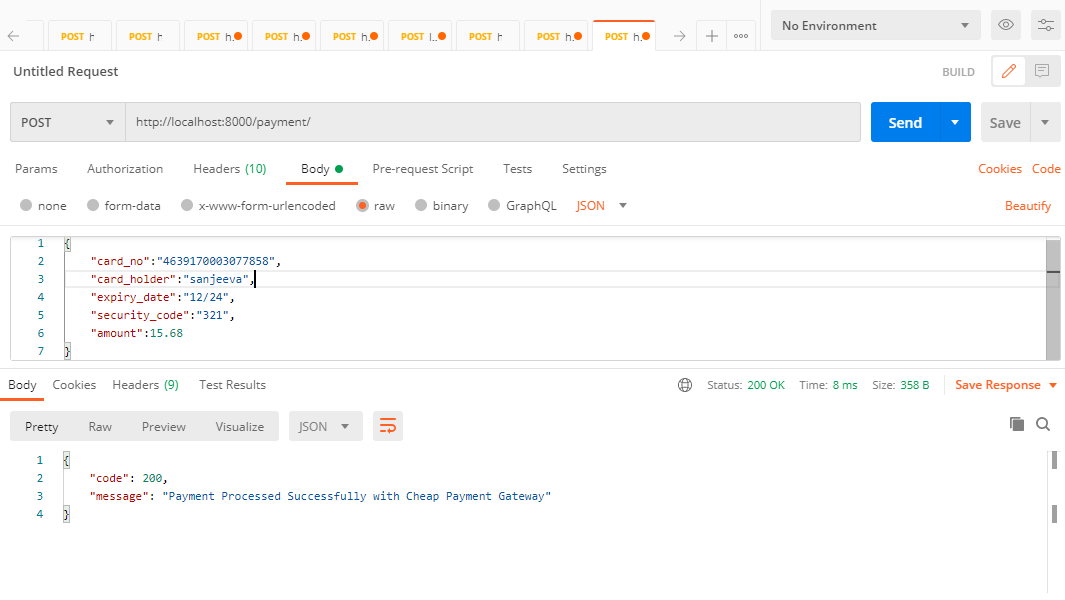 POST h
POST h
POST h.
POST h.
POST h.
POST l..
POST h
POST h.
POST h.
No Environment
Untitled Request
BUILD
POST
http://localhost:8000/payment/
Send
Save
Params
Authorization
Headers (10)
Body
Pre-request Script
Tests
Settings
Cookies
Code
none
form-data
x-www-form-urlencoded
raw
binary
GraphQL
JSON
Beautify
1 {
2 "card_no":"4639170003077858",
3 "card_holder":"sanjeeva",
4 "expiry_date":"12/24",
5 "security_code":"321",
6 "amount":15.68
7 }
Body
Cookies
Headers (9)
Test Results
Status: 200 OK
Time: 8 ms
Size: 358 B
Save Response
Pretty
Raw
Preview
Visualize
JSON
1 {
2 "code": 200,
3 "message": "Payment Processed Successfully with Cheap Payment Gateway"
4 }